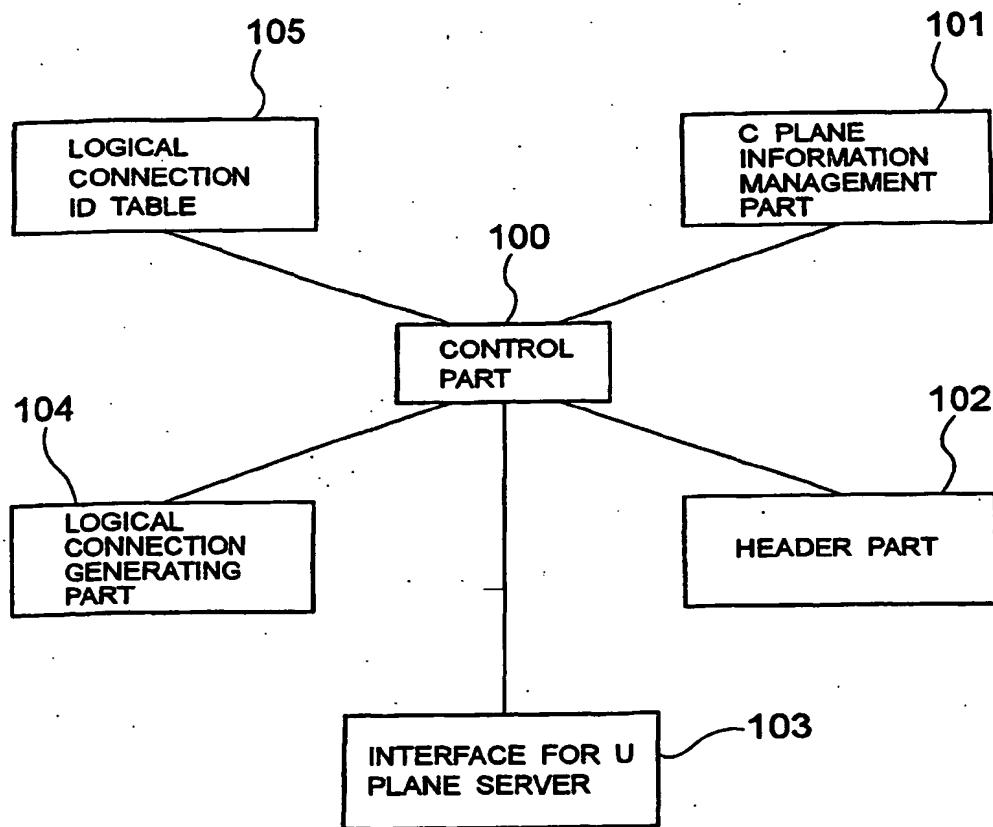 105
LOGICAL
CONNECTION
ID TABLE
101
C PLANE
INFORMATION
MANAGEMENT
PART
100
CONTROL
PART
104
LOGICAL
CONNECTION
GENERATING
PART
102
HEADER PART
103
INTERFACE FOR U
PLANE SERVER